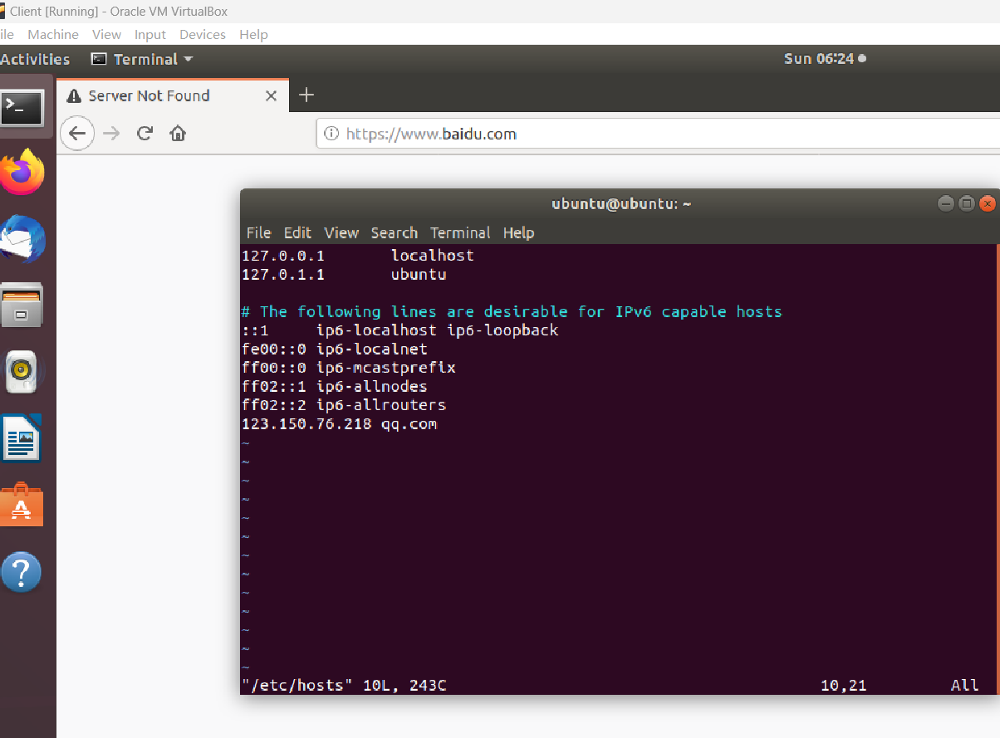 Client [Running] - Oracle VM VirtualBox
ile Machine View Input Devices Help
Activities Terminal Sun 06:24
Server Not Found
https://www.baidu.com
ubuntu@ubuntu: ~
File Edit View Search Terminal Help
127.0.0.1 localhost
127.0.1.1 ubuntu
# The following lines are desirable for IPv6 capable hosts
::1 ip6-localhost ip6-loopback
fe00::0 ip6-localnet
ff00::0 ip6-mcastprefix
ff02::1 ip6-allnodes
ff02::2 ip6-allrouters
123.150.76.218 qq.com
~
~
~
~
~
~
~
~
~
~
~
~
~
"/etc/hosts" 10L, 243C 10,21 All